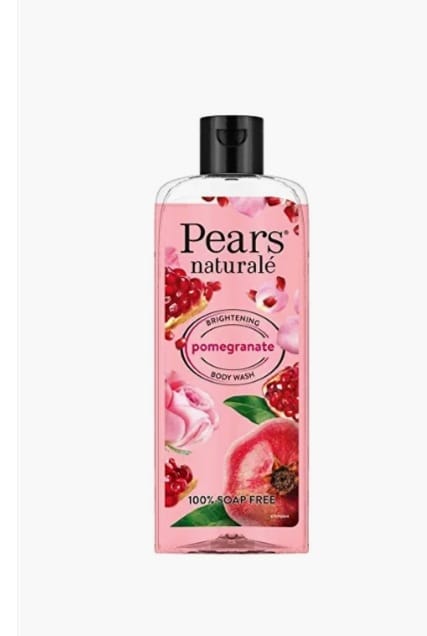 Pears®
naturalé
BRIGHTENING
pomegranate
BODY WASH
100% SOAP FREE